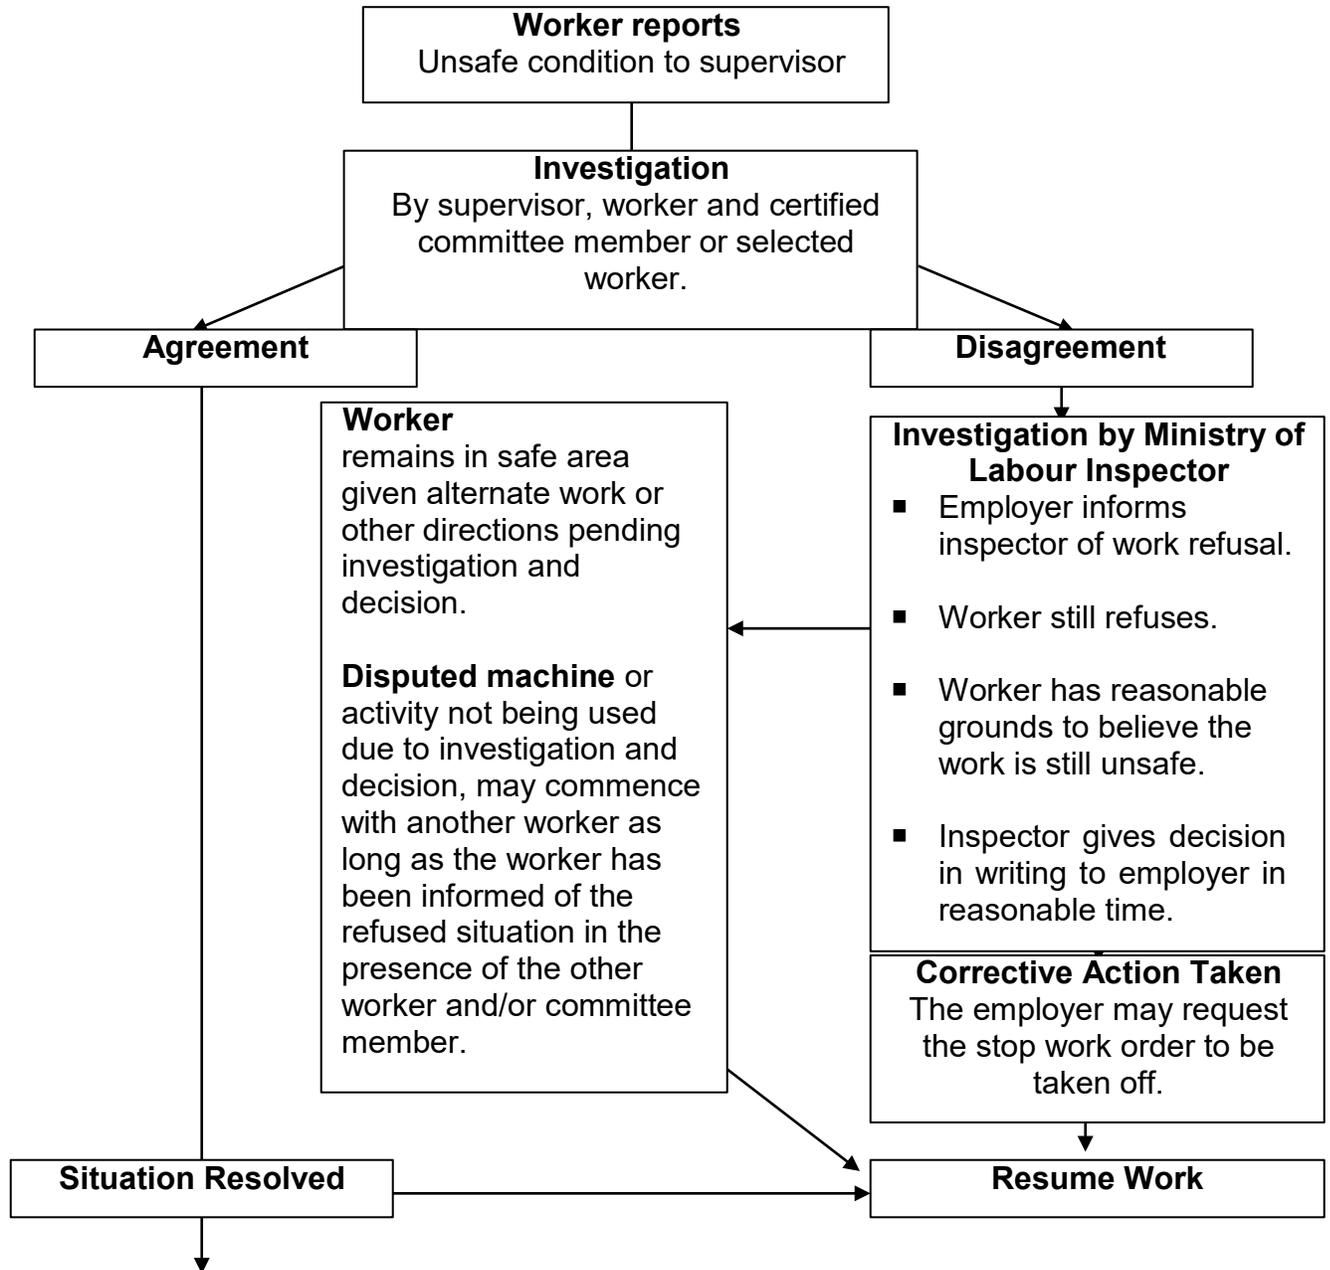 Worker reports
Unsafe condition to supervisor
Investigation
By supervisor, worker and certified
committee member or selected
worker.
Agreement
Disagreement
Worker
remains in safe area
given alternate work or
other directions pending
investigation and
decision.
Disputed machine or
activity not being used
due to investigation and
decision, may commence
with another worker as
long as the worker has
been informed of the
refused situation in the
presence of the other
worker and/or committee
member.
Investigation by Ministry of
Labour Inspector
▪ Employer informs
inspector of work refusal.
▪ Worker still refuses.
▪ Worker has reasonable
grounds to believe the
work is still unsafe.
▪ Inspector gives decision
in writing to employer in
reasonable time.
Corrective Action Taken
The employer may request
the stop work order to be
taken off.
Situation Resolved
Resume Work